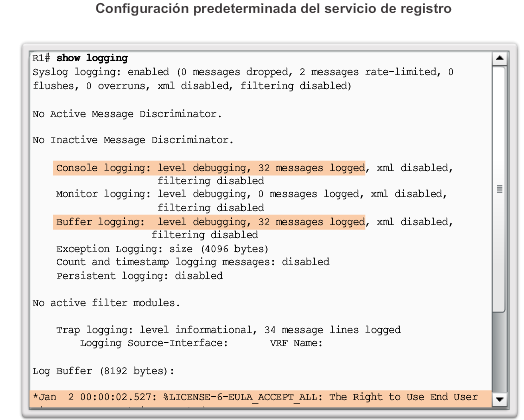 Configuración predeterminada del servicio de registro
R1# show logging
Syslog logging: enabled (0 messages dropped, 2 messages rate-limited, 0
flushes, 0 overruns, xml disabled, filtering disabled)
No Active Message Discriminator.
No Inactive Message Discriminator.
Console logging: level debugging, 32 messages logged, xml disabled,
filtering disabled
Monitor logging: level debugging, 0 messages logged, xml disabled,
filtering disabled
Buffer logging: level debugging, 32 messages logged, xml disabled,
filtering disabled
Exception Logging: size (4096 bytes)
Count and timestamp logging messages: disabled
Persistent logging: disabled
No active filter modules.
Trap logging: level informational, 34 message lines logged
Logging Source-Interface: VRF Name:
Log Buffer (8192 bytes):
*Jan 2 00:00:02.527: %LICENSE-6-EULA_ACCEPT_ALL: The Right to Use End User